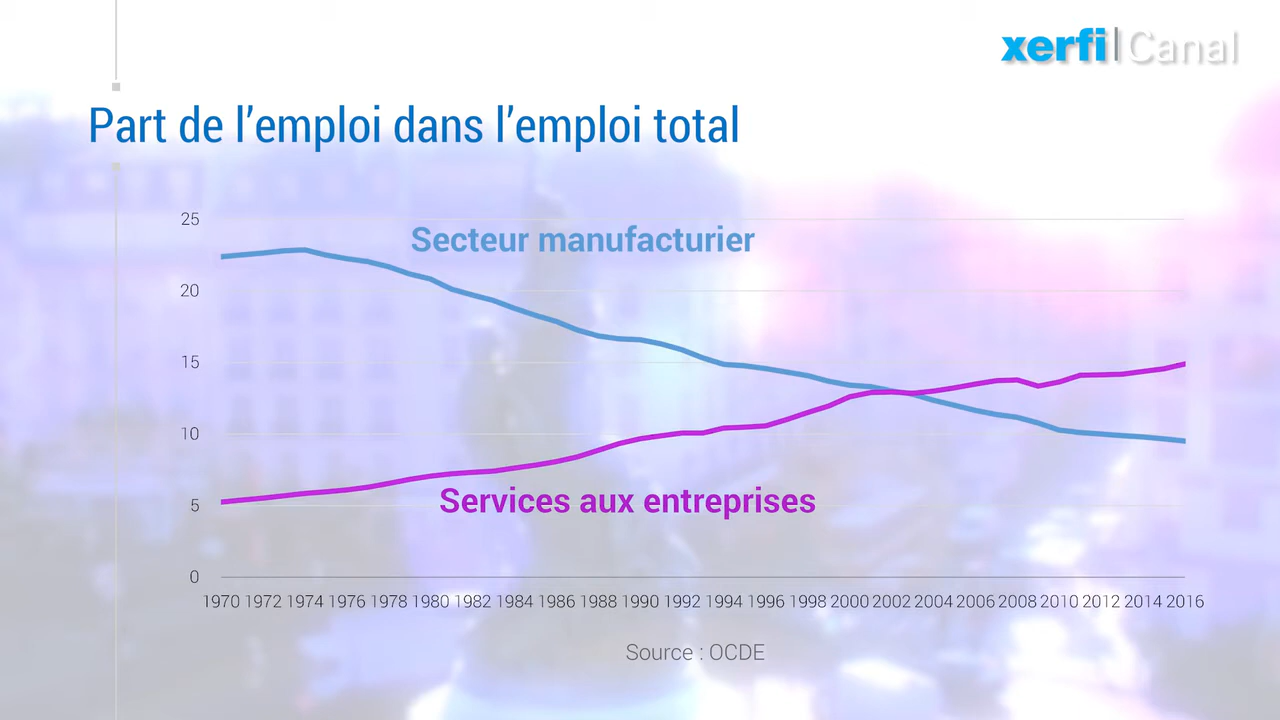 xerfi Canal
Part de l’emploi dans l’emploi total
25
Secteur manufacturier
20
15
10
Services aux entreprises
5
0
1970 1972 1974 1976 1978 1980 1982 1984 1986 1988 1990 1992 1994 1996 1998 2000 2002 2004 2006 2008 2010 2012 2014 2016
Source : OCDE